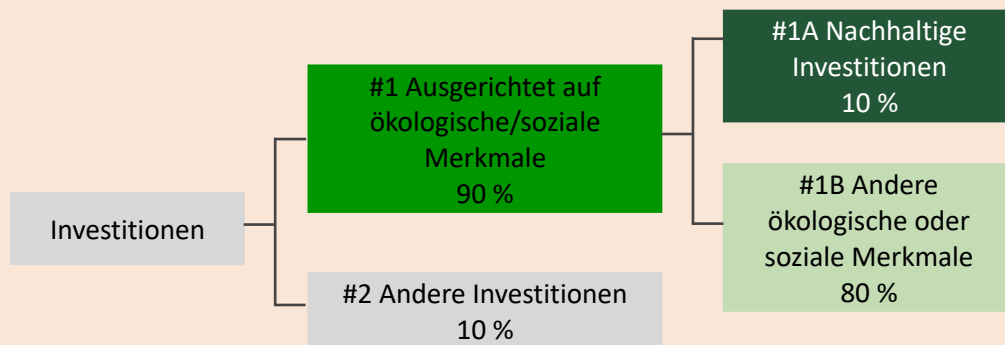 Investitionen
#1 Ausgerichtet auf
ökologische/soziale
Merkmale
90 %
#2 Andere Investitionen
10 %
#1A Nachhaltige
Investitionen
10 %
#1B Andere
ökologische oder
soziale Merkmale
80 %